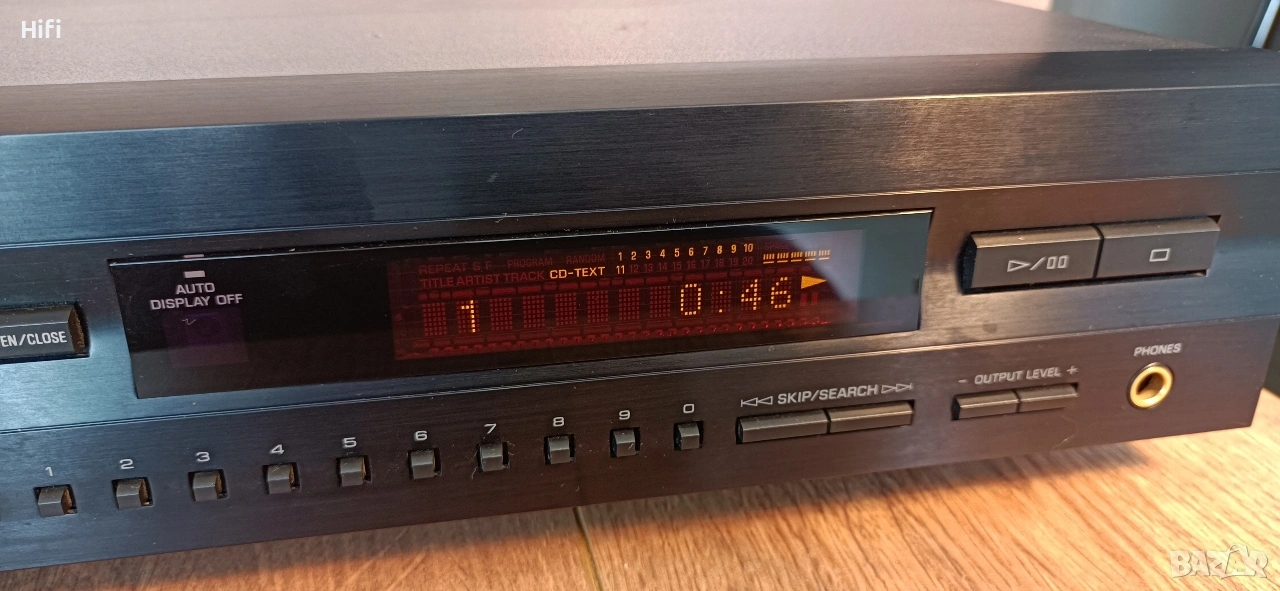 Hifi
AUTO
DISPLAY OFF
REPEAT S F PROGRAM RANDOM 1 2 3 4 5 6 7 8 9 10
TITLE ARTIST TRACK CD-TEXT 11 12 13 14 15 16 17 18 19 20
1 0:46
EN/CLOSE
▷/▯▯ □
PHONES
− OUTPUT LEVEL +
|◁◁ SKIP/SEARCH ▷▷|
1 2 3 4 5 6 7 8 9 0
BAZAR